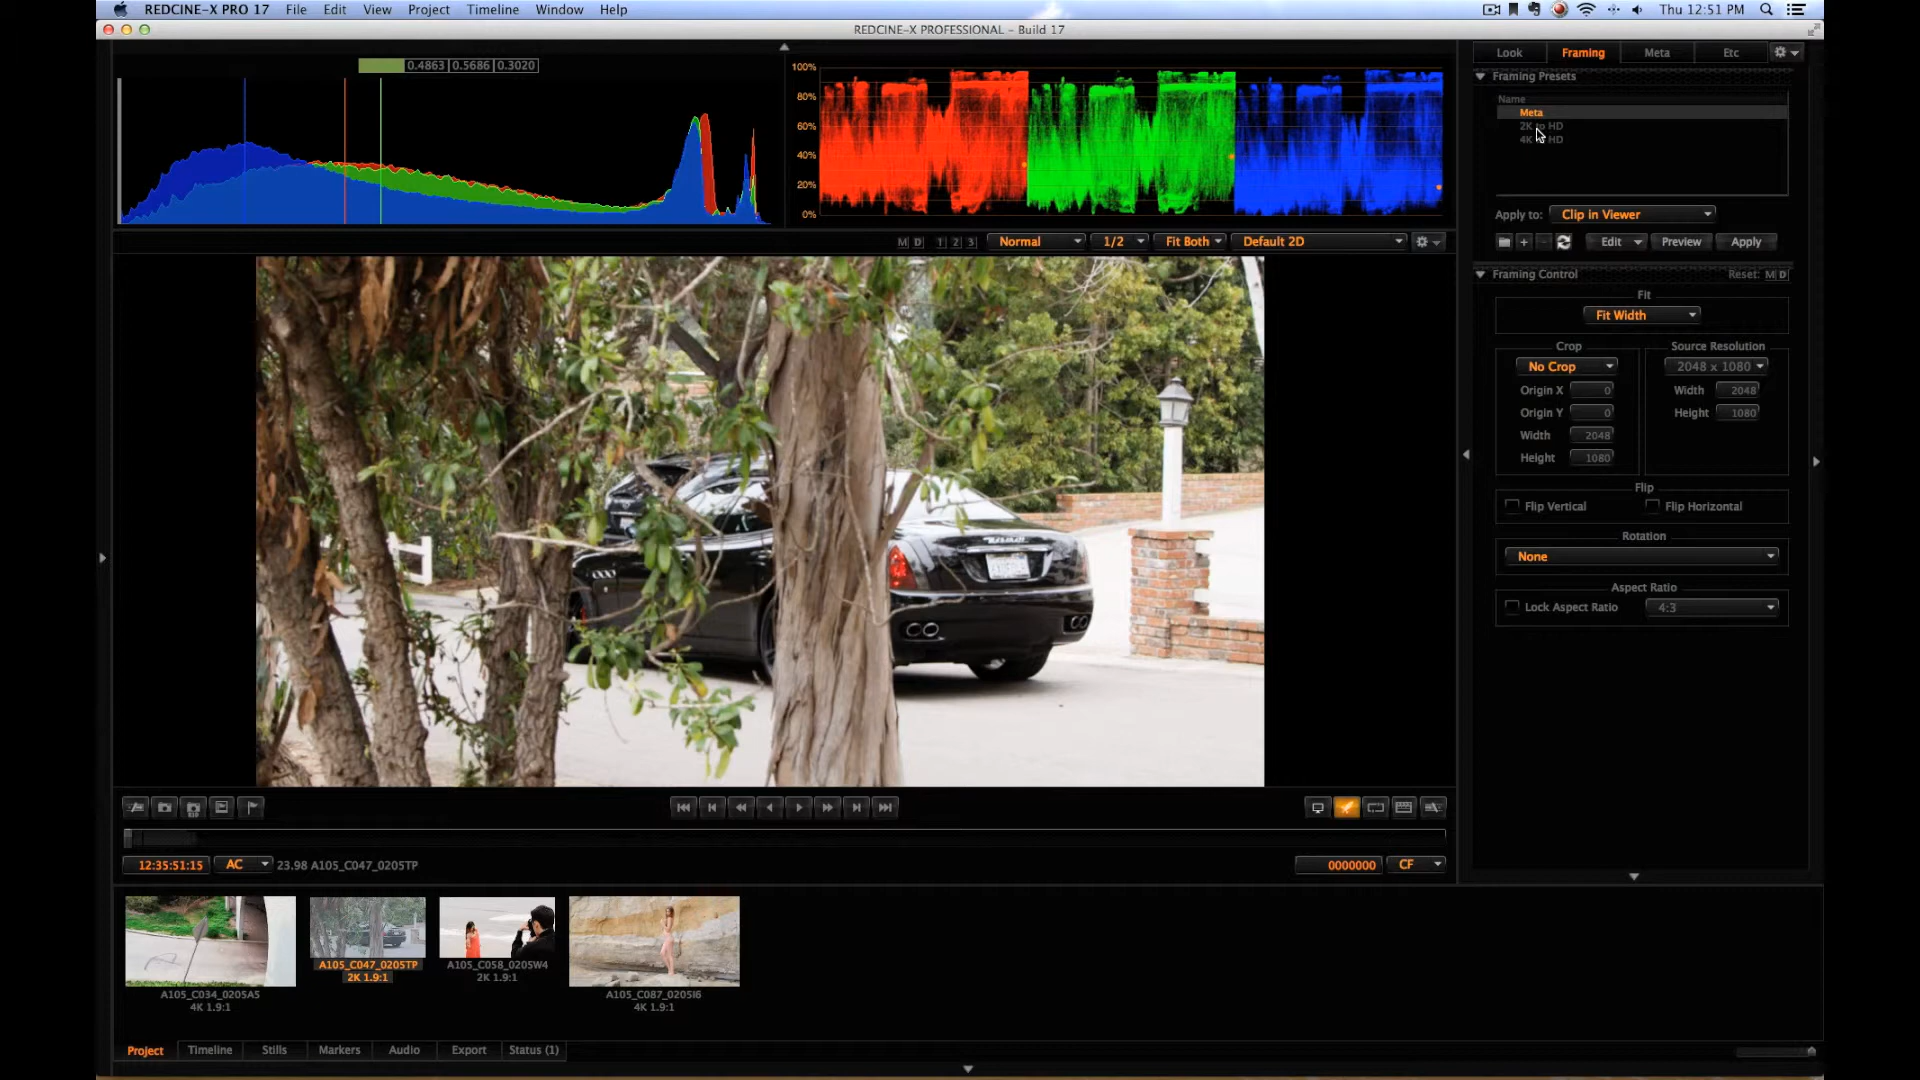 REDCINE-X PRO 17 File Edit View Project Timeline Window Help Thu 12:51 PM
REDCINE-X PROFESSIONAL - Build 17
Look Framing Meta Etc
0.4863 0.5686 0.3020
100%
80%
60%
40%
20%
0%
Framing Presets
Name
Meta
2K to HD
4K HD
Apply to: Clip in Viewer
M D 1 2 3 Normal 1/2 Fit Both Default 2D
Edit Preview Apply
Framing Control Reset: M D
Fit
Fit Width
Crop
No Crop
Origin X 0
Origin Y 0
Width 2048
Height 1080
Source Resolution
2048 x 1080
Width 2048
Height 1080
Flip
Flip Vertical Flip Horizontal
Rotation
None
Aspect Ratio
Lock Aspect Ratio 4:3
12:35:51:15 AC 23.98 A105_C047_0205TP 0000000 CF
A105_C034_0205A5
4K 1.9:1
A105_C047_0205TP
2K 1.9:1
A105_C058_0205W4
2K 1.9:1
A105_C087_0205I6
4K 1.9:1
Project Timeline Stills Markers Audio Export Status (1)